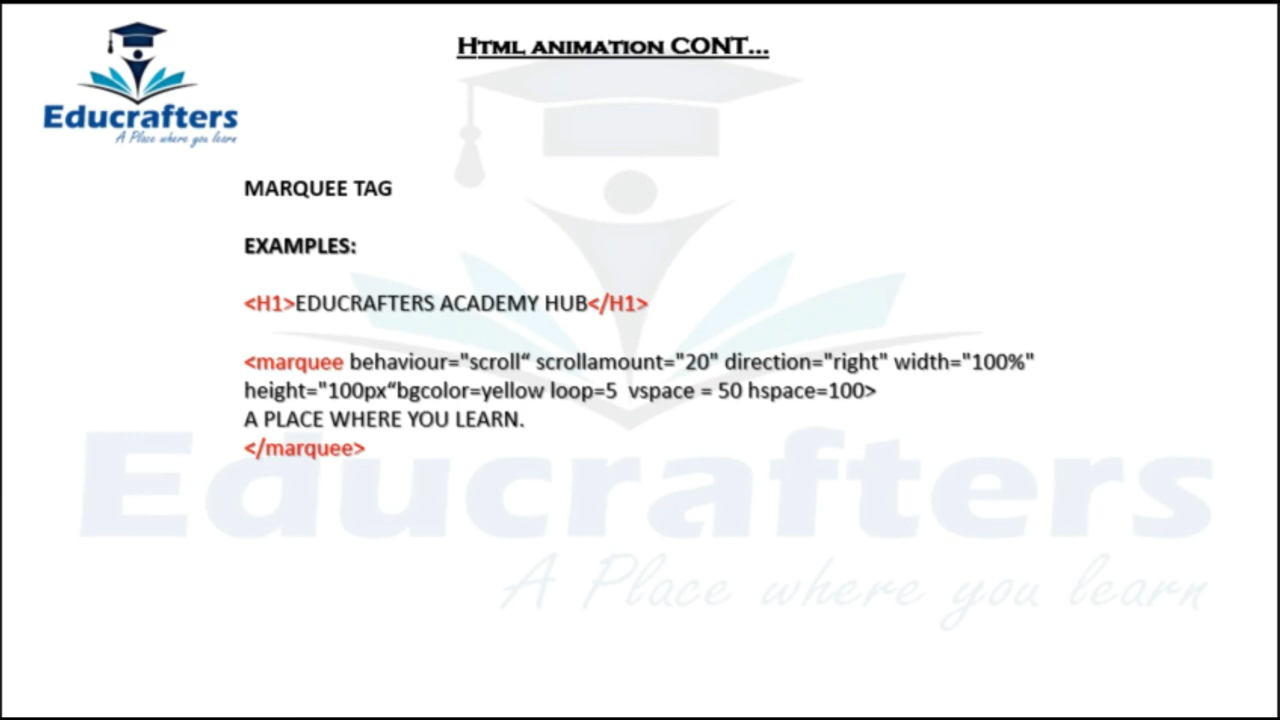 HTML ANIMATION CONT...
Educrafters
A Place where you learn
MARQUEE TAG
EXAMPLES:
<H1>EDUCRAFTERS ACADEMY HUB</H1>
<marquee behaviour="scroll“ scrollamount="20" direction="right" width="100%"
height="100px“bgcolor=yellow loop=5  vspace = 50 hspace=100>
A PLACE WHERE YOU LEARN.
</marquee>
Educrafters
A Place where you learn